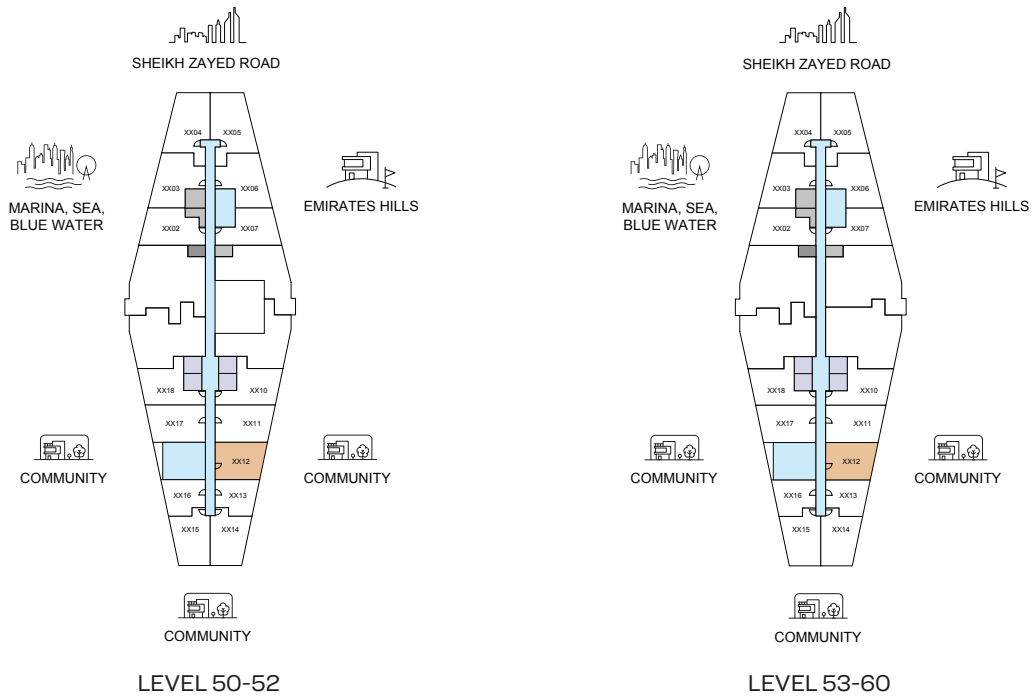 SHEIKH ZAYED ROAD
XX04
XX05
MARINA, SEA,
BLUE WATER
XX03
XX06
EMIRATES HILLS
XX02
XX07
XX18
XX10
XX17
XX11
COMMUNITY
XX12
COMMUNITY
XX16
XX13
XX15
XX14
COMMUNITY
LEVEL 50-52
SHEIKH ZAYED ROAD
XX04
XX05
MARINA, SEA,
BLUE WATER
XX03
XX06
EMIRATES HILLS
XX02
XX07
XX18
XX10
XX17
XX11
COMMUNITY
XX12
COMMUNITY
XX16
XX13
XX15
XX14
COMMUNITY
LEVEL 53-60